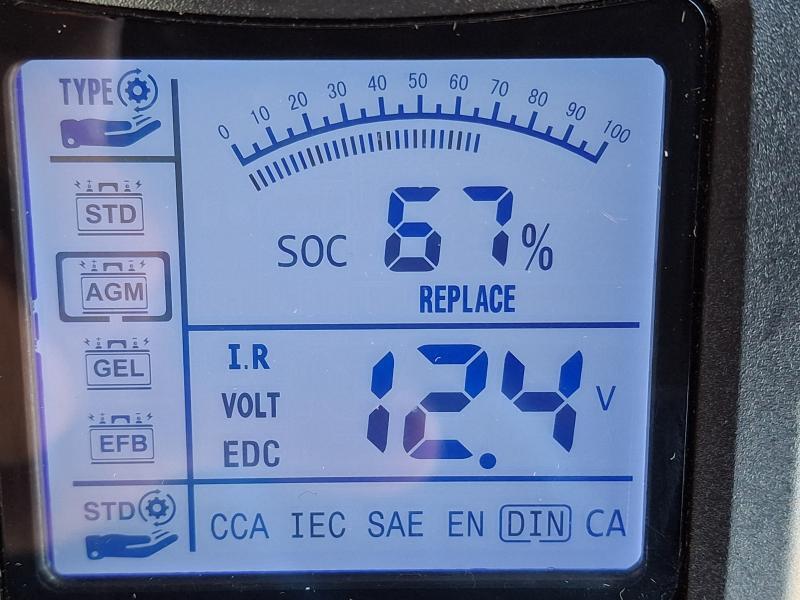 TYPE
0 10 20 30 40 50 60 70 80 90 100
STD
SOC 67%
AGM
REPLACE
I.R
GEL
VOLT 12.4 V
EFB
EDC
STD
CCA IEC SAE EN DIN CA